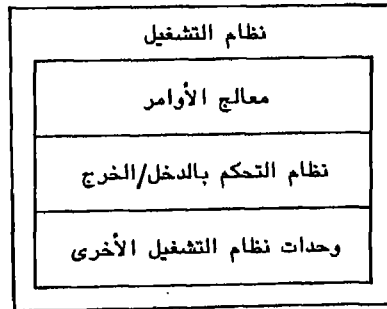 نظام التشغيل
معالج الأوامر
نظام التحكم بالدخل/الخرج
وحدات نظام التشغيل الأخرى